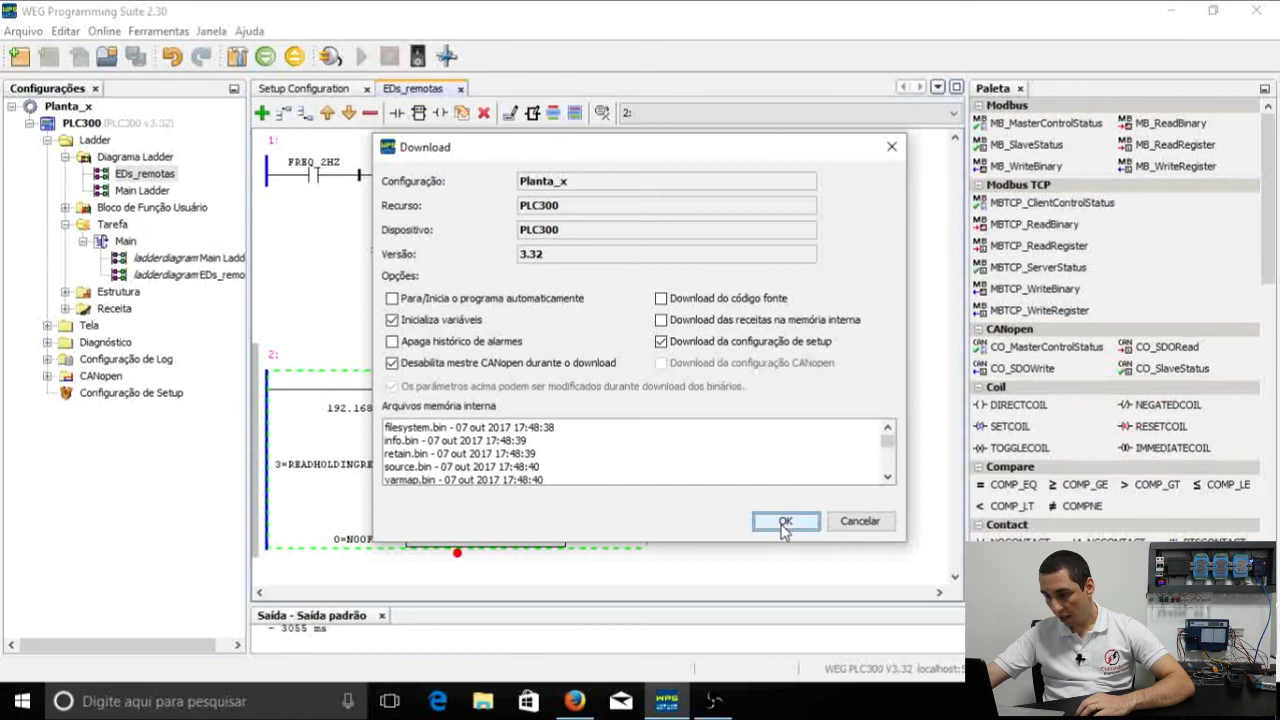 WEG Programming Suite 2.30
Arquivo Editar Online Ferramentas Janela Ajuda
Configurações
Planta_x
PLC300 (PLC300 v3.32)
Ladder
Diagrama Ladder
EDs_remotas
Main Ladder
Bloco de Função Usuário
Tarefa
Main
ladderdiagram Main Ladd
ladderdiagram EDs_remo
Estrutura
Receita
Tela
Diagnóstico
Configuração de Log
CANopen
Configuração de Setup
Setup Configuration
EDs_remotas
2:
1:
FREQ_2HZ
2:
192.168
3=READHOLDINGRE
0=NOOF
Download
Configuração: Planta_x
Recurso: PLC300
Dispositivo: PLC300
Versão: 3.32
Opções:
Para/Inicia o programa automaticamente
Download do código fonte
Inicializa variáveis
Download das receitas na memória interna
Apaga histórico de alarmes
Download da configuração de setup
Desabilita mestre CANopen durante o download
Download da configuração CANopen
Os parâmetros acima podem ser modificados durante download dos binários.
Arquivos memória interna
filesystem.bin - 07 out 2017 17:48:38
info.bin - 07 out 2017 17:48:39
retain.bin - 07 out 2017 17:48:39
source.bin - 07 out 2017 17:48:40
varmap.bin - 07 out 2017 17:48:40
OK Cancelar
Saída - Saída padrão
- 3055 ms
Paleta
Modbus
MB_MasterControlStatus MB_ReadBinary
MB_SlaveStatus MB_ReadRegister
MB_WriteBinary MB_WriteRegister
Modbus TCP
MBTCP_ClientControlStatus
MBTCP_ReadBinary
MBTCP_ReadRegister
MBTCP_ServerStatus
MBTCP_WriteBinary
MBTCP_WriteRegister
CANopen
CO_MasterControlStatus CO_SDORead
CO_SDOWrite CO_SlaveStatus
Coil
DIRECTCOIL NEGATEDCOIL
SETCOIL RESETCOIL
TOGGLECOIL IMMEDIATECOIL
Compare
= COMP_EQ ≥ COMP_GE > COMP_GT ≤ COMP_LE
< COMP_LT ≠ COMPNE
Contact
WEG PLC300 V3.32 localhost:
Digite aqui para pesquisar
WPS